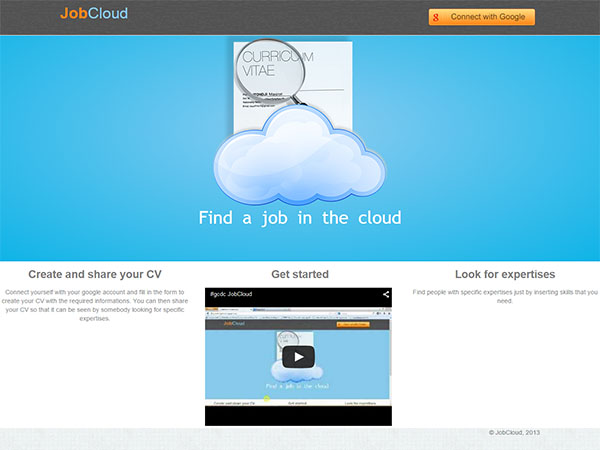 JobCloud
Connect with Google
CURRICULUM
VITAE
Find a job in the cloud
Create and share your CV
Connect yourself with your google account and fill in the form to
create your CV with the required informations. You can then share
your CV so that it can be seen by somebody looking for specific
expertises.
Get started
#gcdc JobCloud
JobCloud
Find a job in the cloud
Create and share your CV
Get started
Look for expertises
Look for expertises
Find people with specific expertises just by inserting skills that you
need.
© JobCloud, 2013